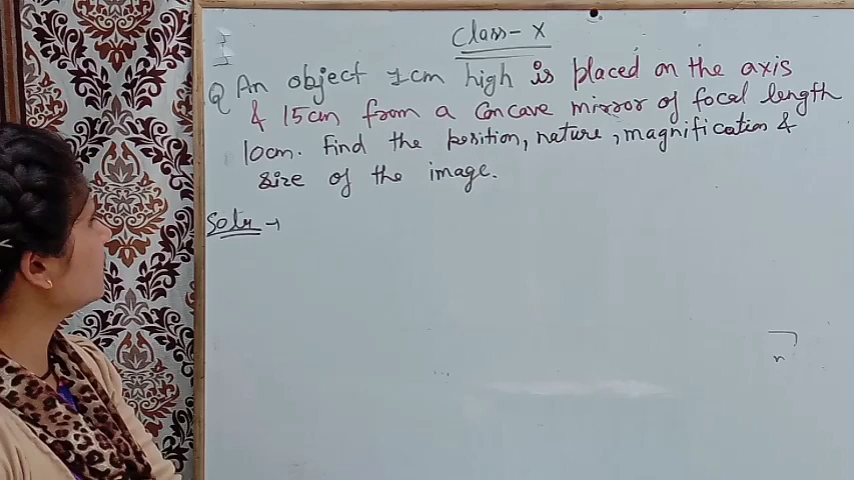 Class - X
Q An object 1cm high is placed on the axis
& 15cm from a Concave mirror of focal length
10cm. Find the position, nature, magnification &
size of the image.
Soln →
n